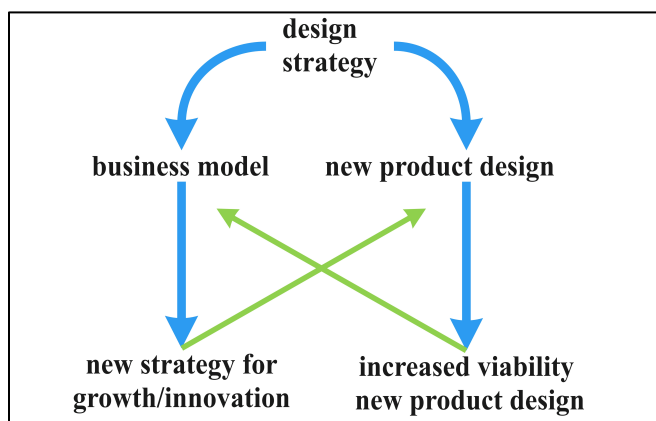 design
strategy
business model
new product design
new strategy for
growth/innovation
increased viability
new product design